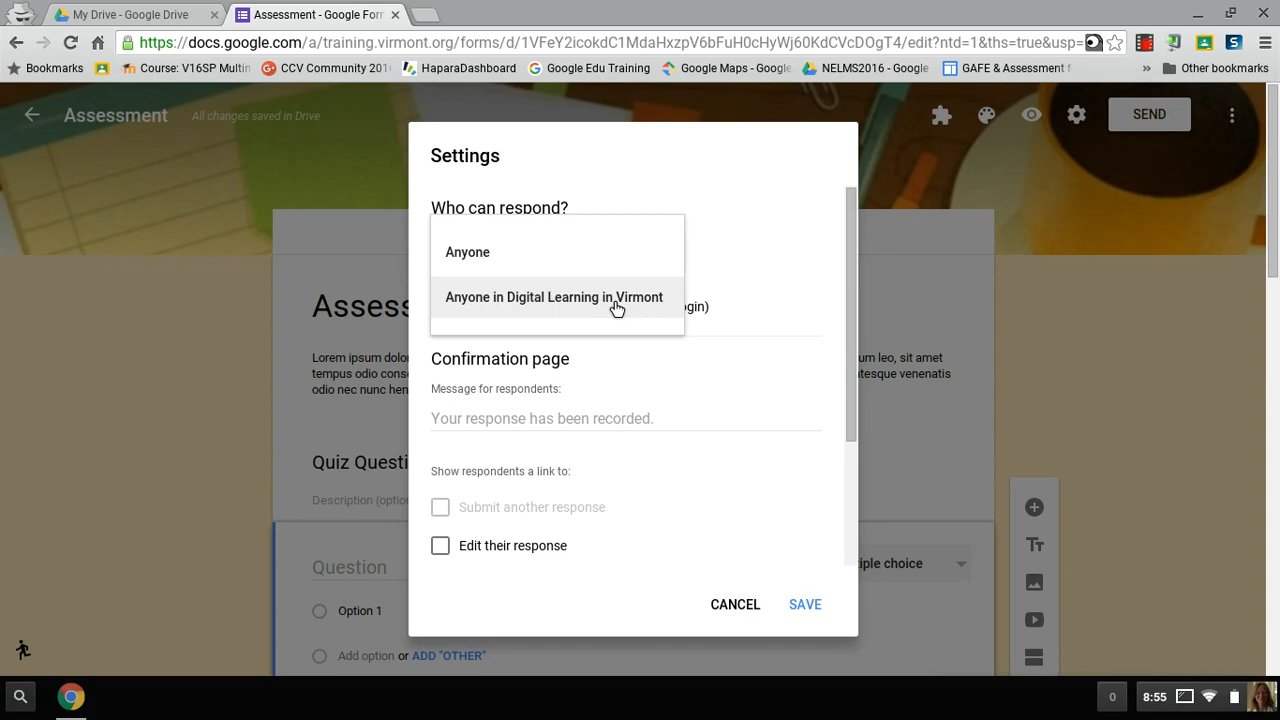 My Drive - Google Drive
Assessment - Google For
https://docs.google.com/a/training.virmont.org/forms/d/1VFeY2icokdC1MdaHxzpV6bFuH0cHyWj60KdCVcDOgT4/edit?ntd=1&ths=true&usp=
Bookmarks
Course: V16SP Multin
CCV Community 201
HaparaDashboard
Google Edu Training
Google Maps - Google
NELMS2016 - Google
GAFE & Assessment f
» Other bookmarks
Assessment
All changes saved in Drive
SEND
Settings
Who can respond?
Anyone
Anyone in Digital Learning in Virmont
gin)
Assess
Lorem ipsum dolor
tempus odio conse
odio nec nunc hen
um leo, sit amet
tesque venenatis
Confirmation page
Message for respondents:
Your response has been recorded.
Quiz Questi
Description (optio
Show respondents a link to:
Submit another response
Edit their response
Question
iple choice
Option 1
CANCEL
SAVE
Add option or ADD "OTHER"
0
8:55